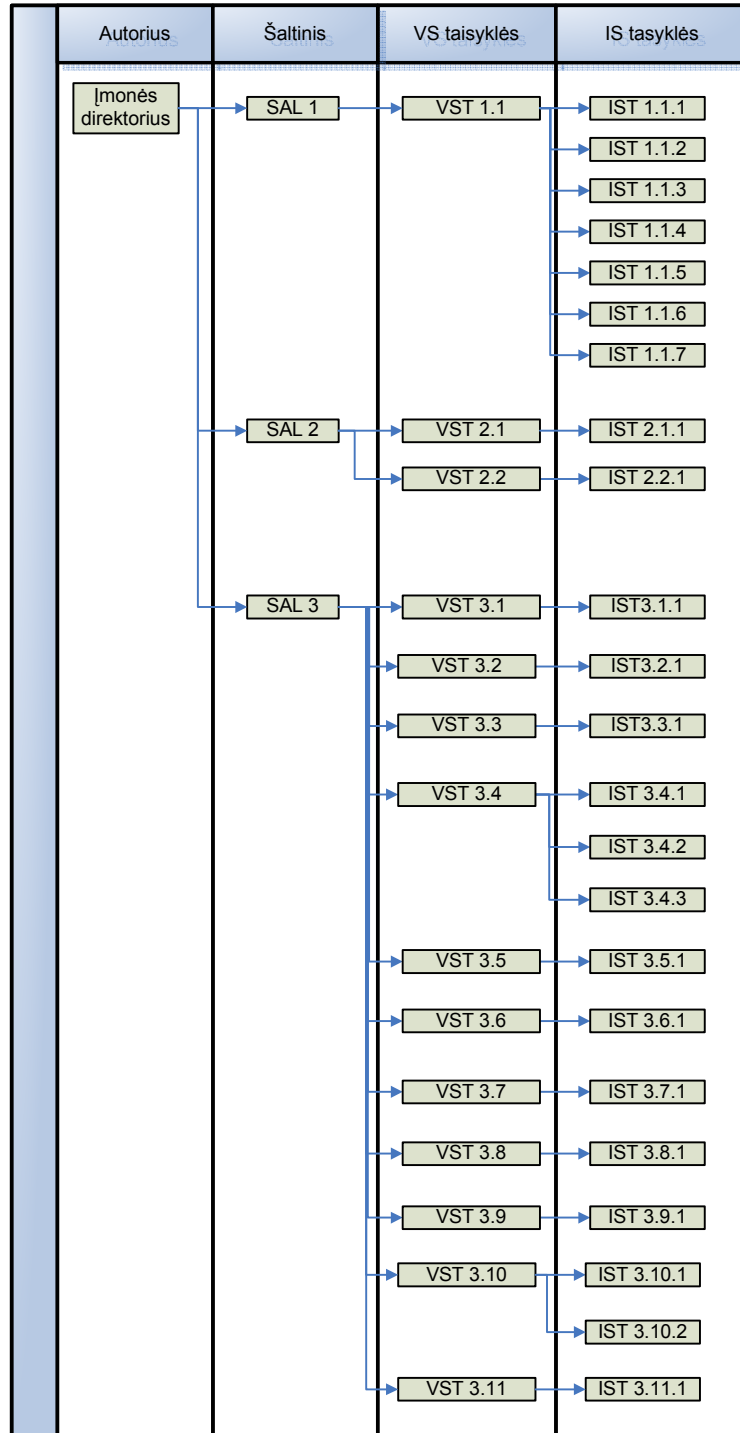 Autorius
Šaltinis
VS taisyklės
IS tasyklės
Įmonės
direktorius
SAL 1
VST 1.1
IST 1.1.1
IST 1.1.2
IST 1.1.3
IST 1.1.4
IST 1.1.5
IST 1.1.6
IST 1.1.7
SAL 2
VST 2.1
IST 2.1.1
VST 2.2
IST 2.2.1
SAL 3
VST 3.1
IST3.1.1
VST 3.2
IST3.2.1
VST 3.3
IST3.3.1
VST 3.4
IST 3.4.1
IST 3.4.2
IST 3.4.3
VST 3.5
IST 3.5.1
VST 3.6
IST 3.6.1
VST 3.7
IST 3.7.1
VST 3.8
IST 3.8.1
VST 3.9
IST 3.9.1
VST 3.10
IST 3.10.1
IST 3.10.2
VST 3.11
IST 3.11.1